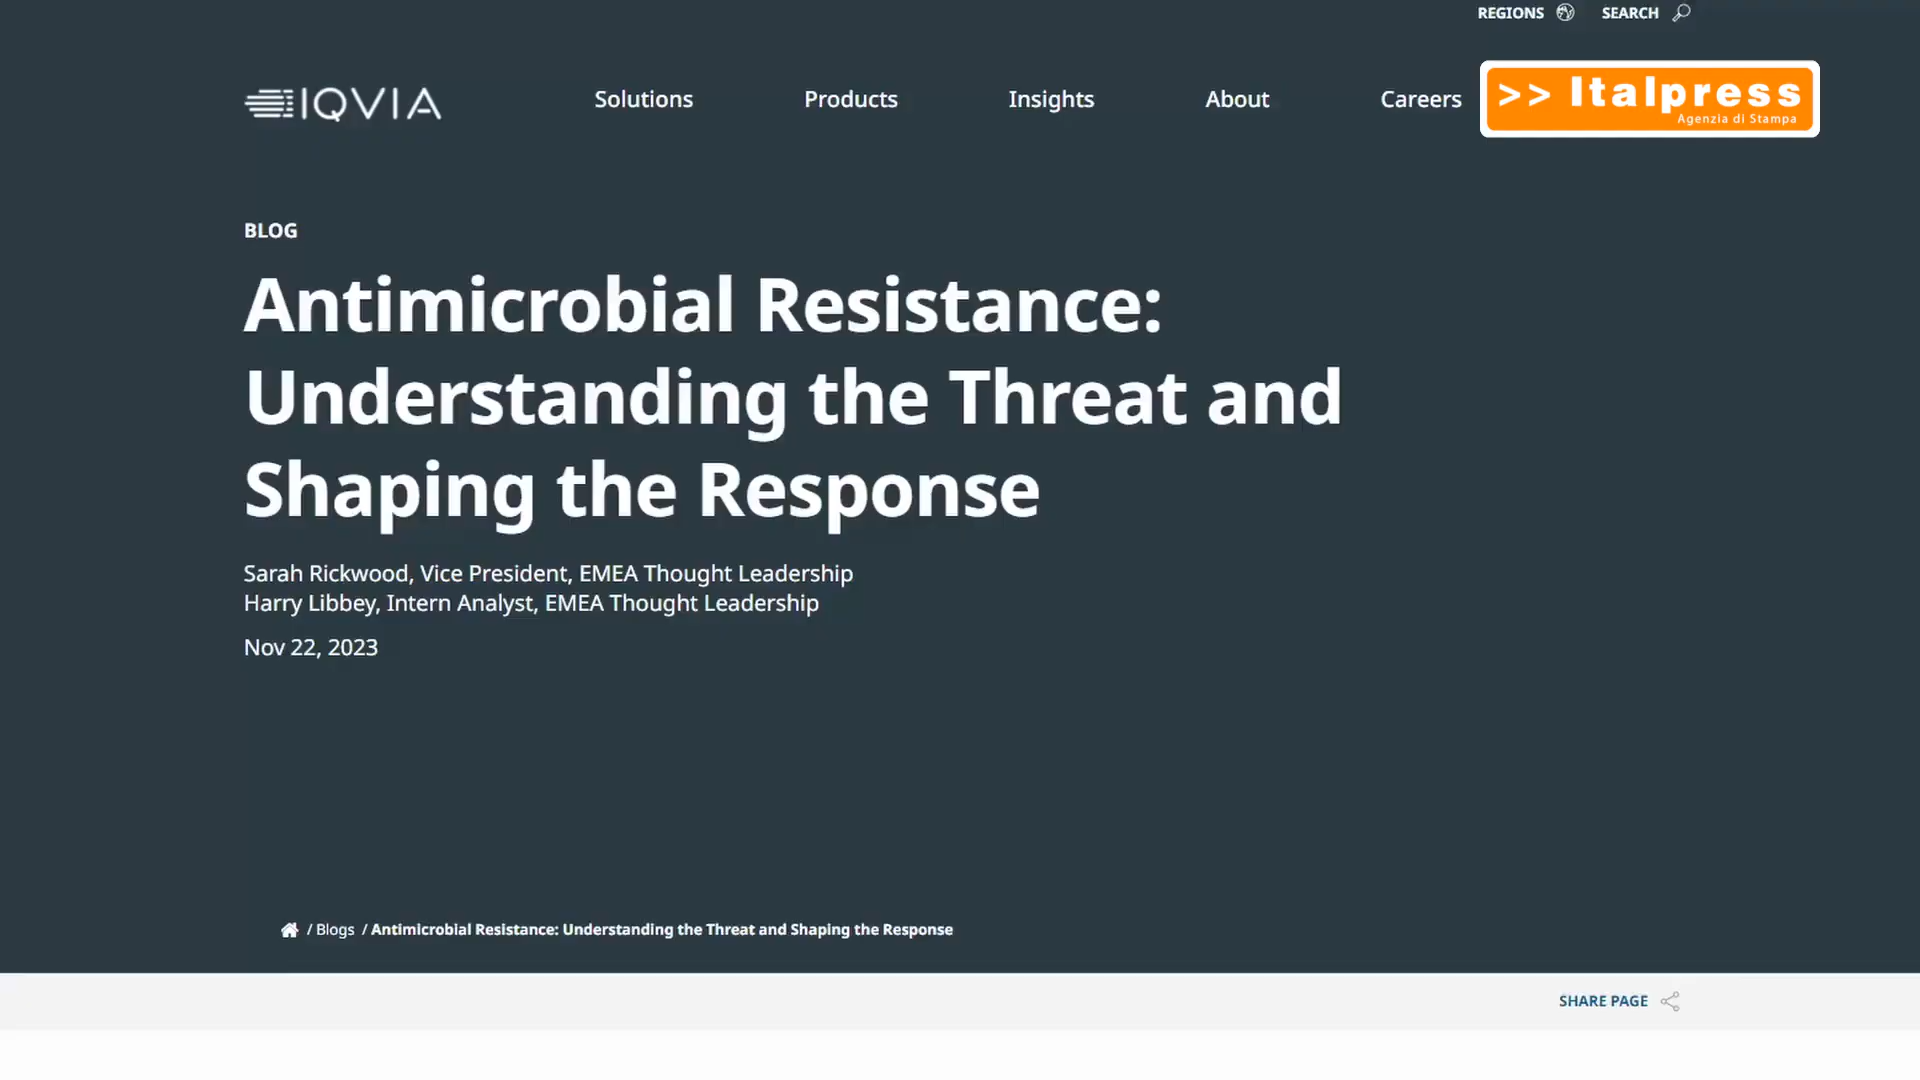 REGIONS SEARCH
IQVIA Solutions Products Insights About Careers
>> Italpress
Agenzia di Stampa
BLOG
Antimicrobial Resistance:
Understanding the Threat and
Shaping the Response
Sarah Rickwood, Vice President, EMEA Thought Leadership
Harry Libbey, Intern Analyst, EMEA Thought Leadership
Nov 22, 2023
/ Blogs / Antimicrobial Resistance: Understanding the Threat and Shaping the Response
SHARE PAGE